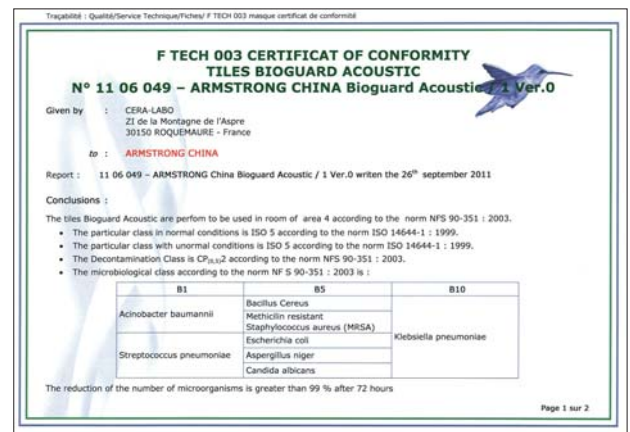 Traçabilité : Qualité/Service Technique/Fiches/ F TECH 003 masque certificat de conformité
F TECH 003 CERTIFICAT OF CONFORMITY
TILES BIOGUARD ACOUSTIC
N° 11 06 049 – ARMSTRONG CHINA Bioguard Acoustic / 1 Ver.0
Given by : CERA-LABO
ZI de la Montagne de l'Aspre
30150 ROQUEMAURE - France
to : ARMSTRONG CHINA
Report : 11 06 049 – ARMSTRONG China Bioguard Acoustic / 1 Ver.0 writen the 26th september 2011
Conclusions :
The tiles Bioguard Acoustic are perfom to be used in room of area 4 according to the norm NFS 90-351 : 2003.
• The particular class in normal conditions is ISO 5 according to the norm ISO 14644-1 : 1999.
• The particular class with unormal conditions is ISO 5 according to the norm ISO 14644-1 : 1999.
• The Decontamination Class is CP(0,5)2 according to the norm NFS 90-351 : 2003.
• The microbiological class according to the norm NF S 90-351 : 2003 is :
B1 B5 B10
Acinobacter baumannii
Streptococcus pneumoniae
Bacillus Cereus
Methicilin resistant
Staphylococcus aureus (MRSA)
Escherichia coli
Aspergillus niger
Candida albicans
Klebsiella pneumoniae
The reduction of the number of microorganisms is greater than 99 % after 72 hours
Page 1 sur 2